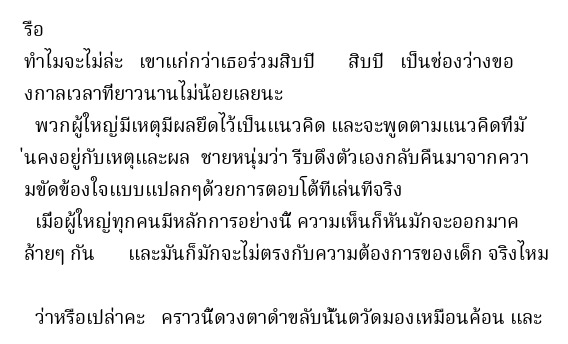 รือ
ทำไมจะไม่ล่ะ เขาแก่กว่าเธอร่วมสิบปี สิบปี เป็นช่องว่างขอ
งกาลเวลาที่ยาวนานไม่น้อยเลยนะ
พวกผู้ใหญ่มีเหตุมีผลยึดไว้เป็นแนวคิด และจะพูดตามแนวคิดที่มั
่นคงอยู่กับเหตุและผล ชายหนุ่มว่า รีบดึงตัวเองกลับคืนมาจากควา
มขัดข้องใจแบบแปลกๆด้วยการตอบโต้ทีเล่นทีจริง
เมื่อผู้ใหญ่ทุกคนมีหลักการอย่างนี้ ความเห็นก็หันมักจะออกมาค
ล้ายๆ กัน และมันก็มักจะไม่ตรงกับความต้องการของเด็ก จริงไหม
ว่าหรือเปล่าคะ คราวนี้ดวงตาดำขลับนั้นตวัดมองเหมือนค้อน และ